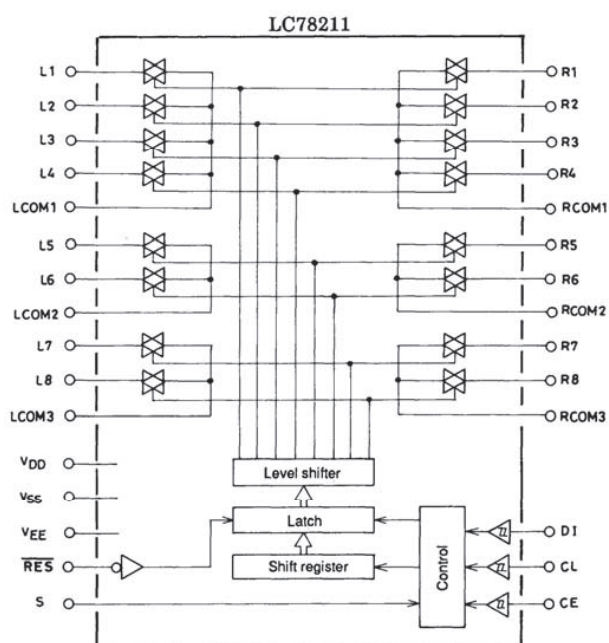 LC78211
L1 R1
L2 R2
L3 R3
L4 R4
LCOM1 RCOM1
L5 R5
L6 R6
LCOM2 RCOM2
L7 R7
L8 R8
LCOM3 RCOM3
VDD
Level shifter
VSS
VEE
Latch
DI
RES
Shift register
Control
CL
S
CE